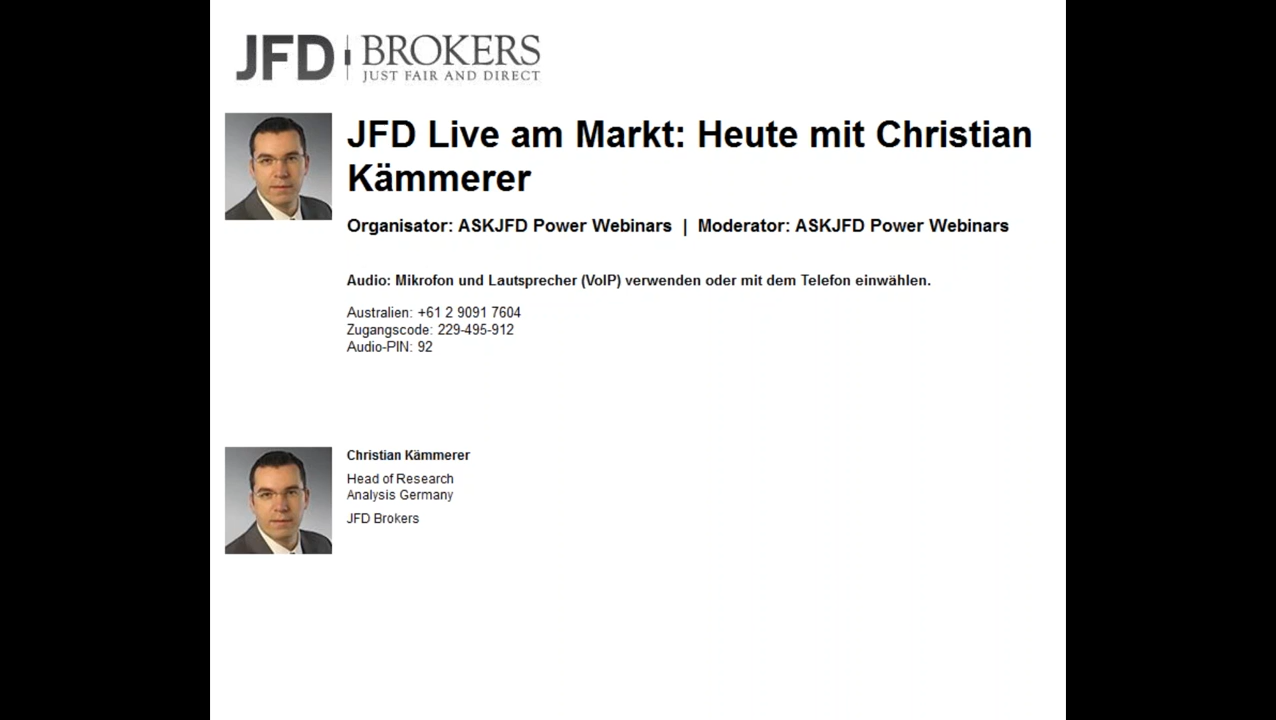 JFD BROKERS
JUST FAIR AND DIRECT
JFD Live am Markt: Heute mit Christian
Kämmerer
Organisator: ASKJFD Power Webinars | Moderator: ASKJFD Power Webinars
Audio: Mikrofon und Lautsprecher (VoIP) verwenden oder mit dem Telefon einwählen.
Australien: +61 2 9091 7604
Zugangscode: 229-495-912
Audio-PIN: 92
Christian Kämmerer
Head of Research
Analysis Germany
JFD Brokers